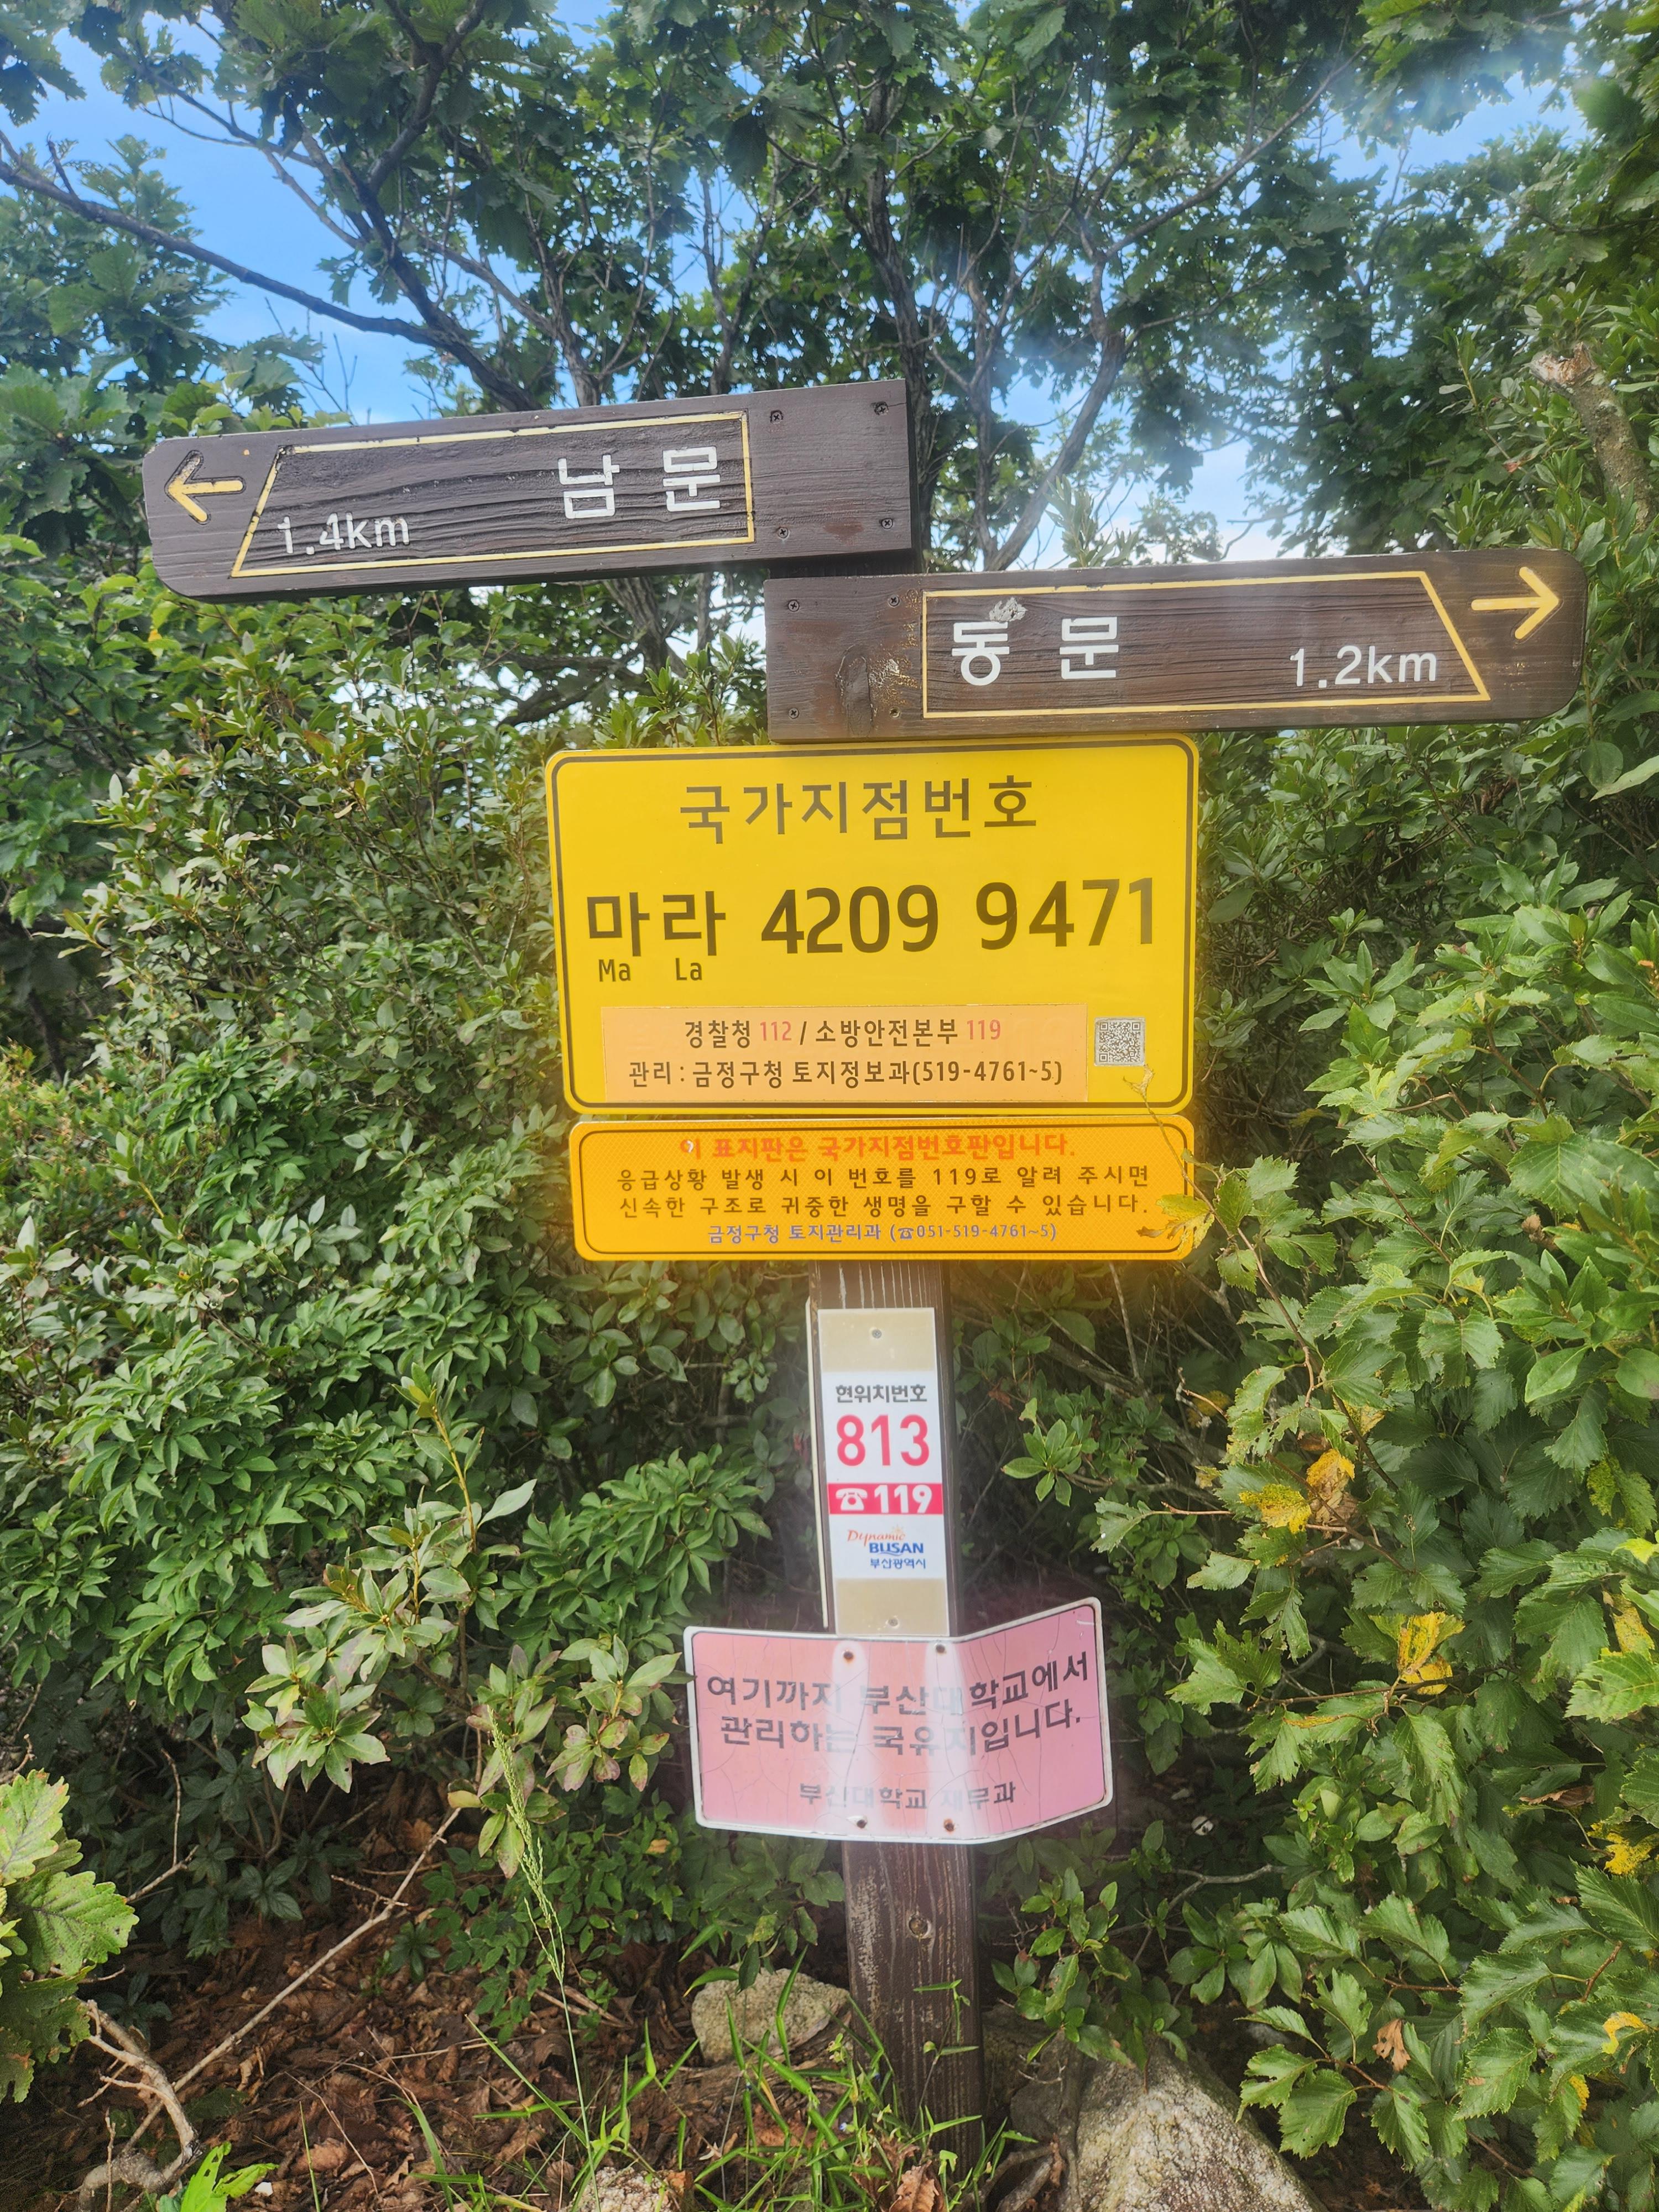 남문
1.4km
동문
1.2km
국가지점번호
마라 4209 9471
Ma La
경찰청 112 / 소방안전본부 119
관리 : 금정구청 토지정보과(519-4761~5)
이 표지판은 국가지점번호판입니다.
응급상황 발생 시 이 번호를 119로 알려 주시면
신속한 구조로 귀중한 생명을 구할 수 있습니다.
금정구청 토지관리과 (☎051-519-4761~5)
현위치번호
813
☎119
Dynamic
BUSAN
부산광역시
여기까지 부산대학교에서
관리하는 국유지입니다.
부산대학교 재무과